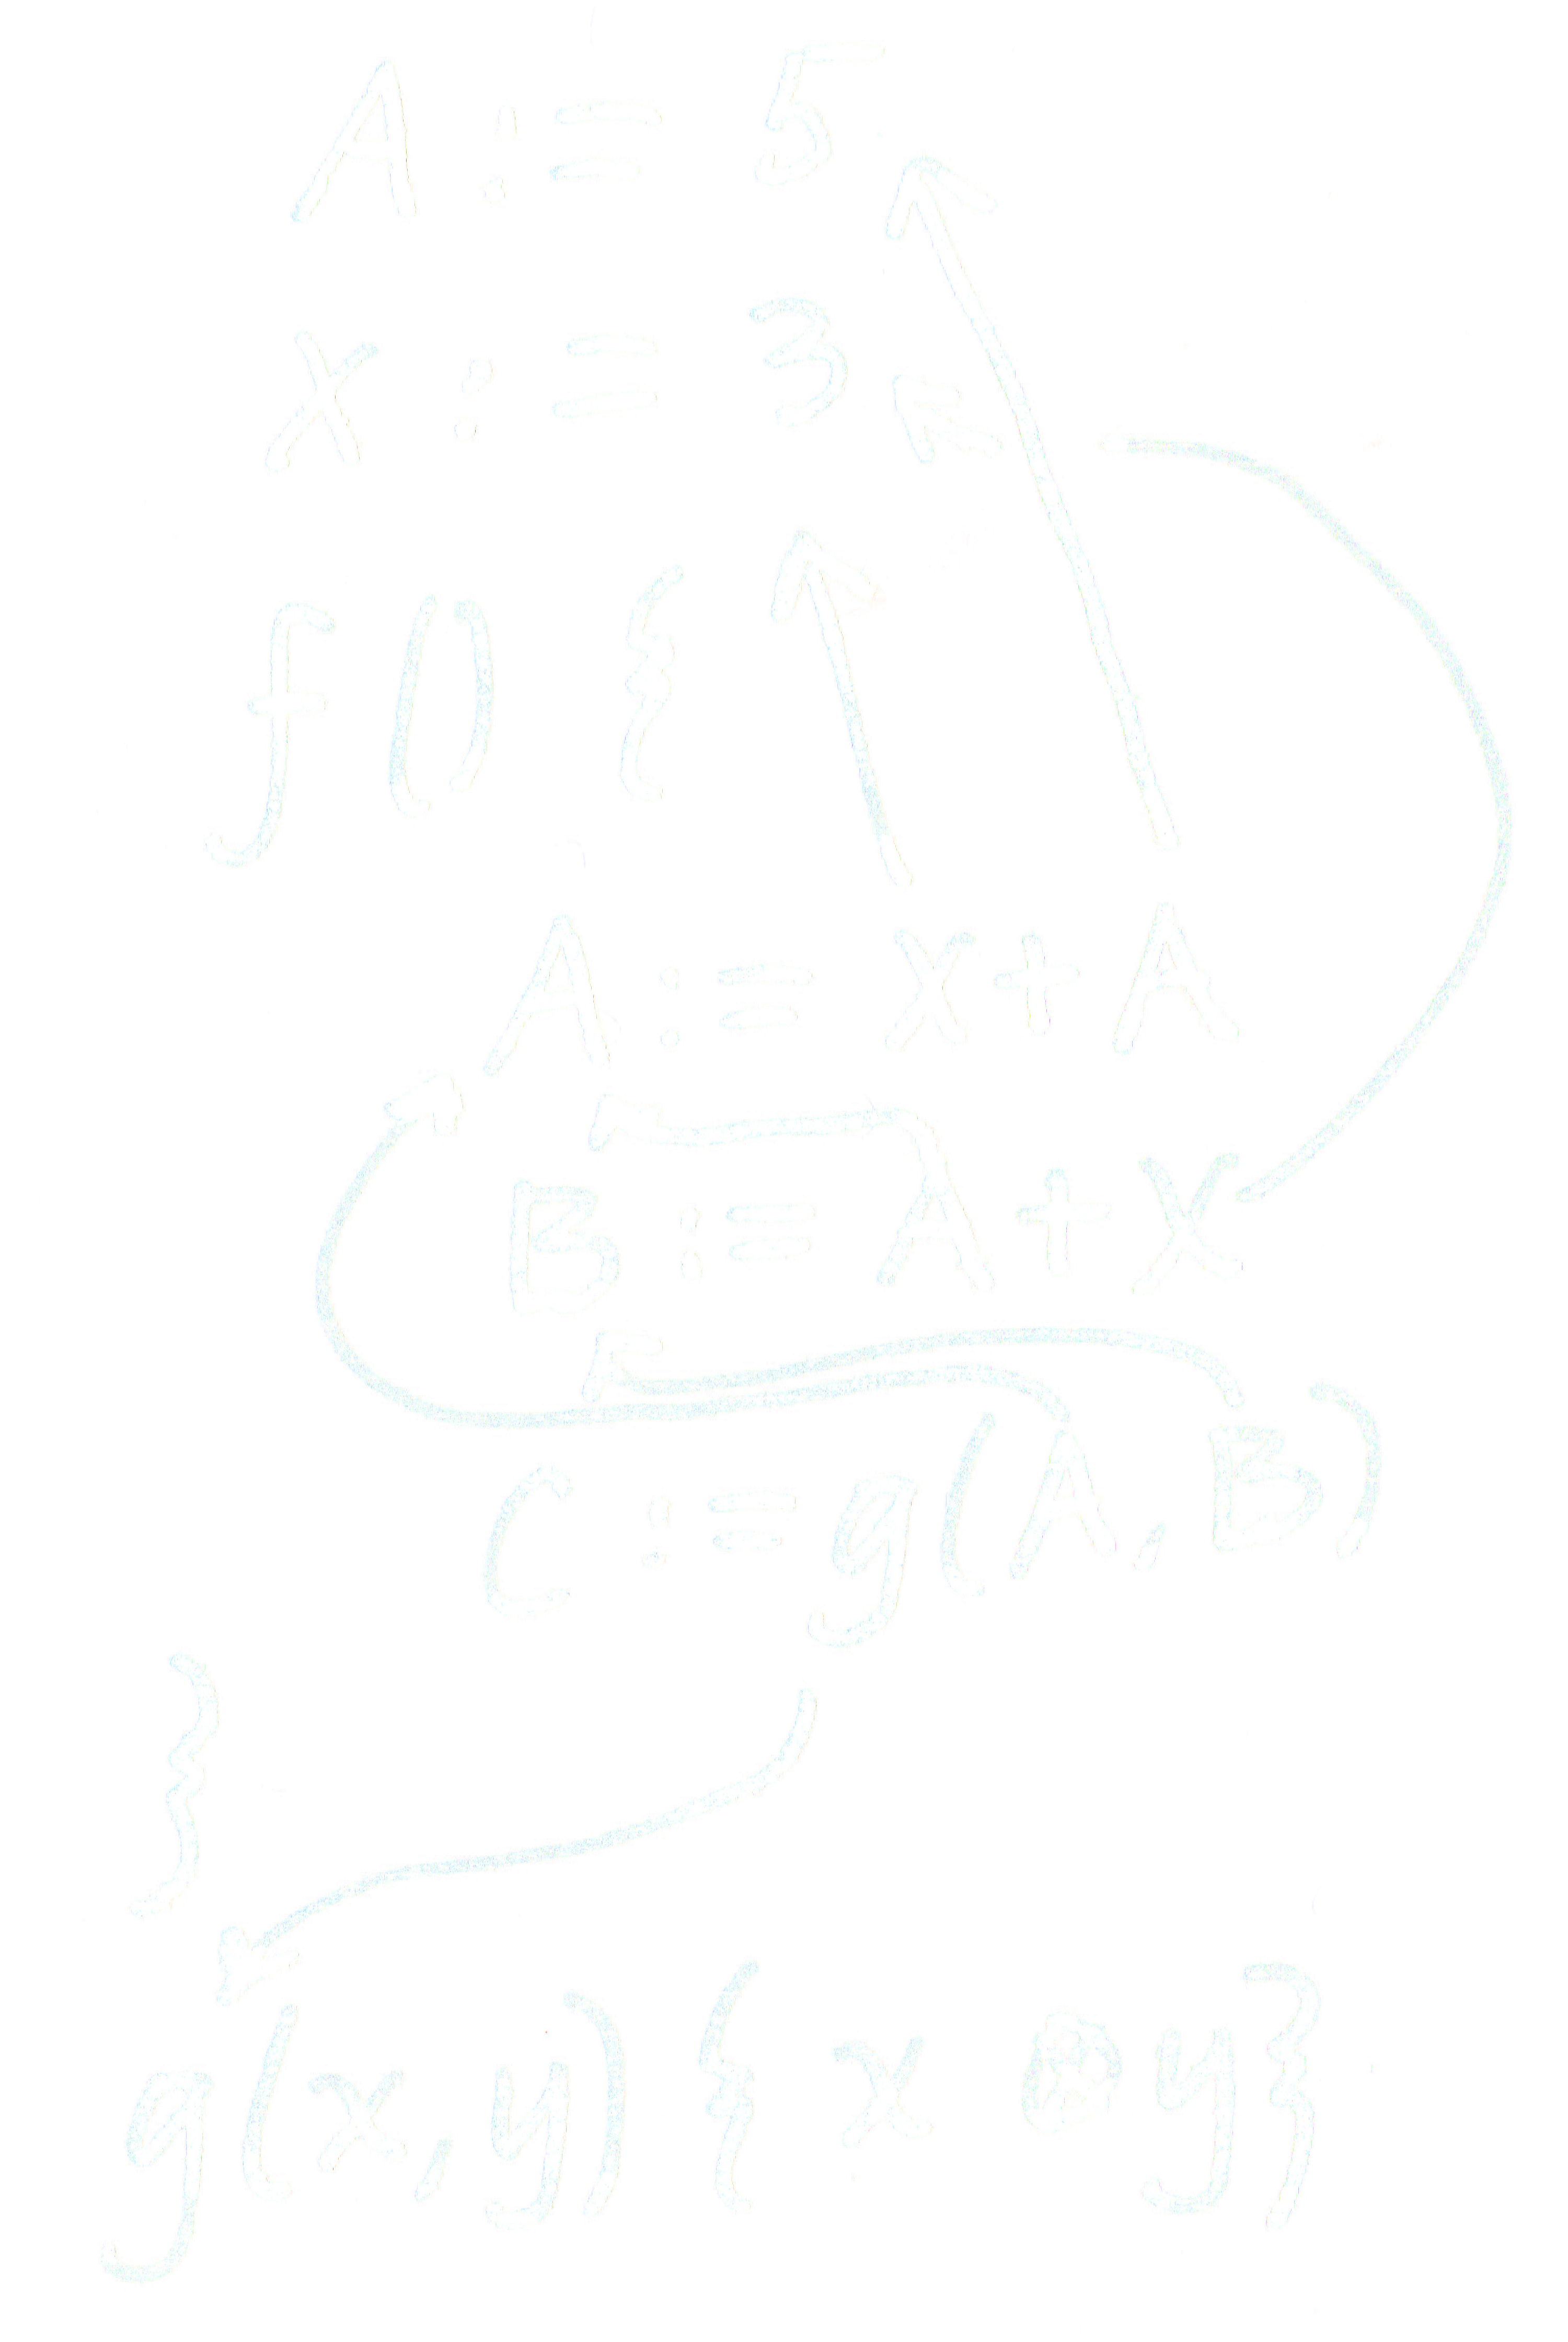 A := 5
X := 3
f() {
A := X+A
B := A+X
C := g(A, B)
}
g(x, y) { x y }